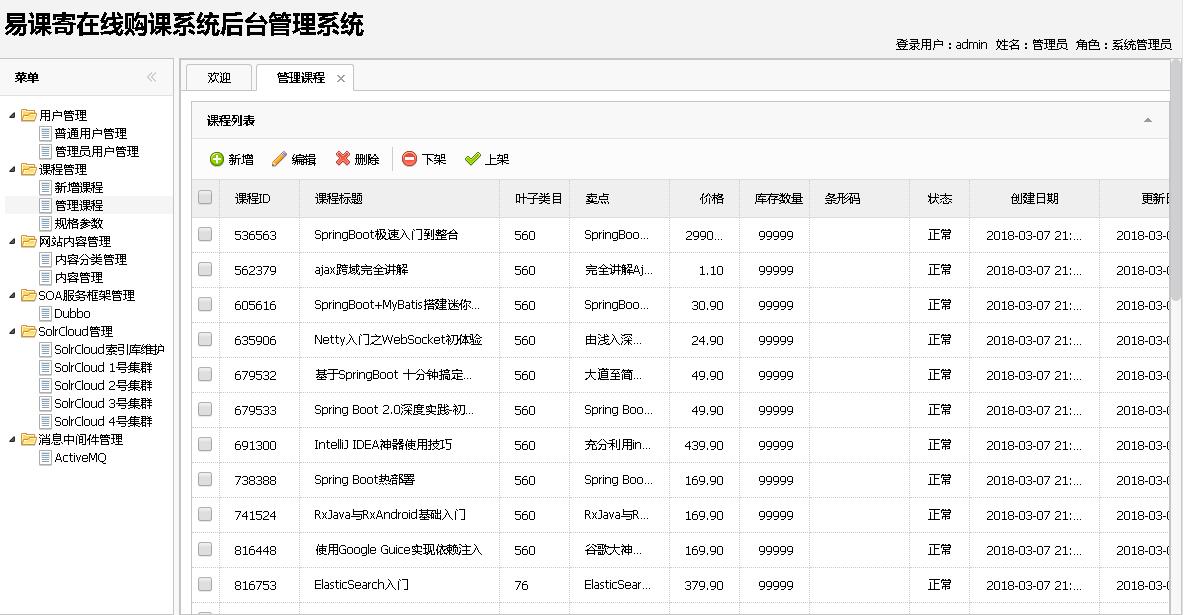 易课寄在线购课系统后台管理系统
登录用户：admin 姓名：管理员 角色：系统管理员
菜单
用户管理
普通用户管理
管理员用户管理
课程管理
新增课程
管理课程
规格参数
网站内容管理
内容分类管理
内容管理
SOA服务框架管理
Dubbo
SolrCloud管理
SolrCloud索引库维护
SolrCloud 1号集群
SolrCloud 2号集群
SolrCloud 3号集群
SolrCloud 4号集群
消息中间件管理
ActiveMQ
欢迎 管理课程
课程列表
新增 编辑 删除 下架 上架
课程ID 课程标题 叶子类目 卖点 价格 库存数量 条形码 状态 创建日期 更新日
536563 SpringBoot极速入门到整合 560 SpringBoo... 2990... 99999 正常 2018-03-07 21:... 2018-03-0
562379 ajax跨域完全讲解 560 完全讲解Aj... 1.10 99999 正常 2018-03-07 21:... 2018-03-0
605616 SpringBoot+MyBatis搭建迷你... 560 SpringBoo... 30.90 99999 正常 2018-03-07 21:... 2018-03-0
635906 Netty入门之WebSocket初体验 560 由浅入深... 24.90 99999 正常 2018-03-07 21:... 2018-03-0
679532 基于SpringBoot 十分钟搞定... 560 大道至简... 49.90 99999 正常 2018-03-07 21:... 2018-03-0
679533 Spring Boot 2.0深度实践-初... 560 Spring Boo... 49.90 99999 正常 2018-03-07 21:... 2018-03-0
691300 IntelliJ IDEA神器使用技巧 560 充分利用in... 439.90 99999 正常 2018-03-07 21:... 2018-03-0
738388 Spring Boot热部署 560 Spring Boo... 169.90 99999 正常 2018-03-07 21:... 2018-03-0
741524 RxJava与RxAndroid基础入门 560 RxJava与R... 169.90 99999 正常 2018-03-07 21:... 2018-03-0
816448 使用Google Guice实现依赖注入 560 谷歌大神... 169.90 99999 正常 2018-03-07 21:... 2018-03-0
816753 ElasticSearch入门 76 ElasticSear... 379.90 99999 正常 2018-03-07 21:... 2018-03-0